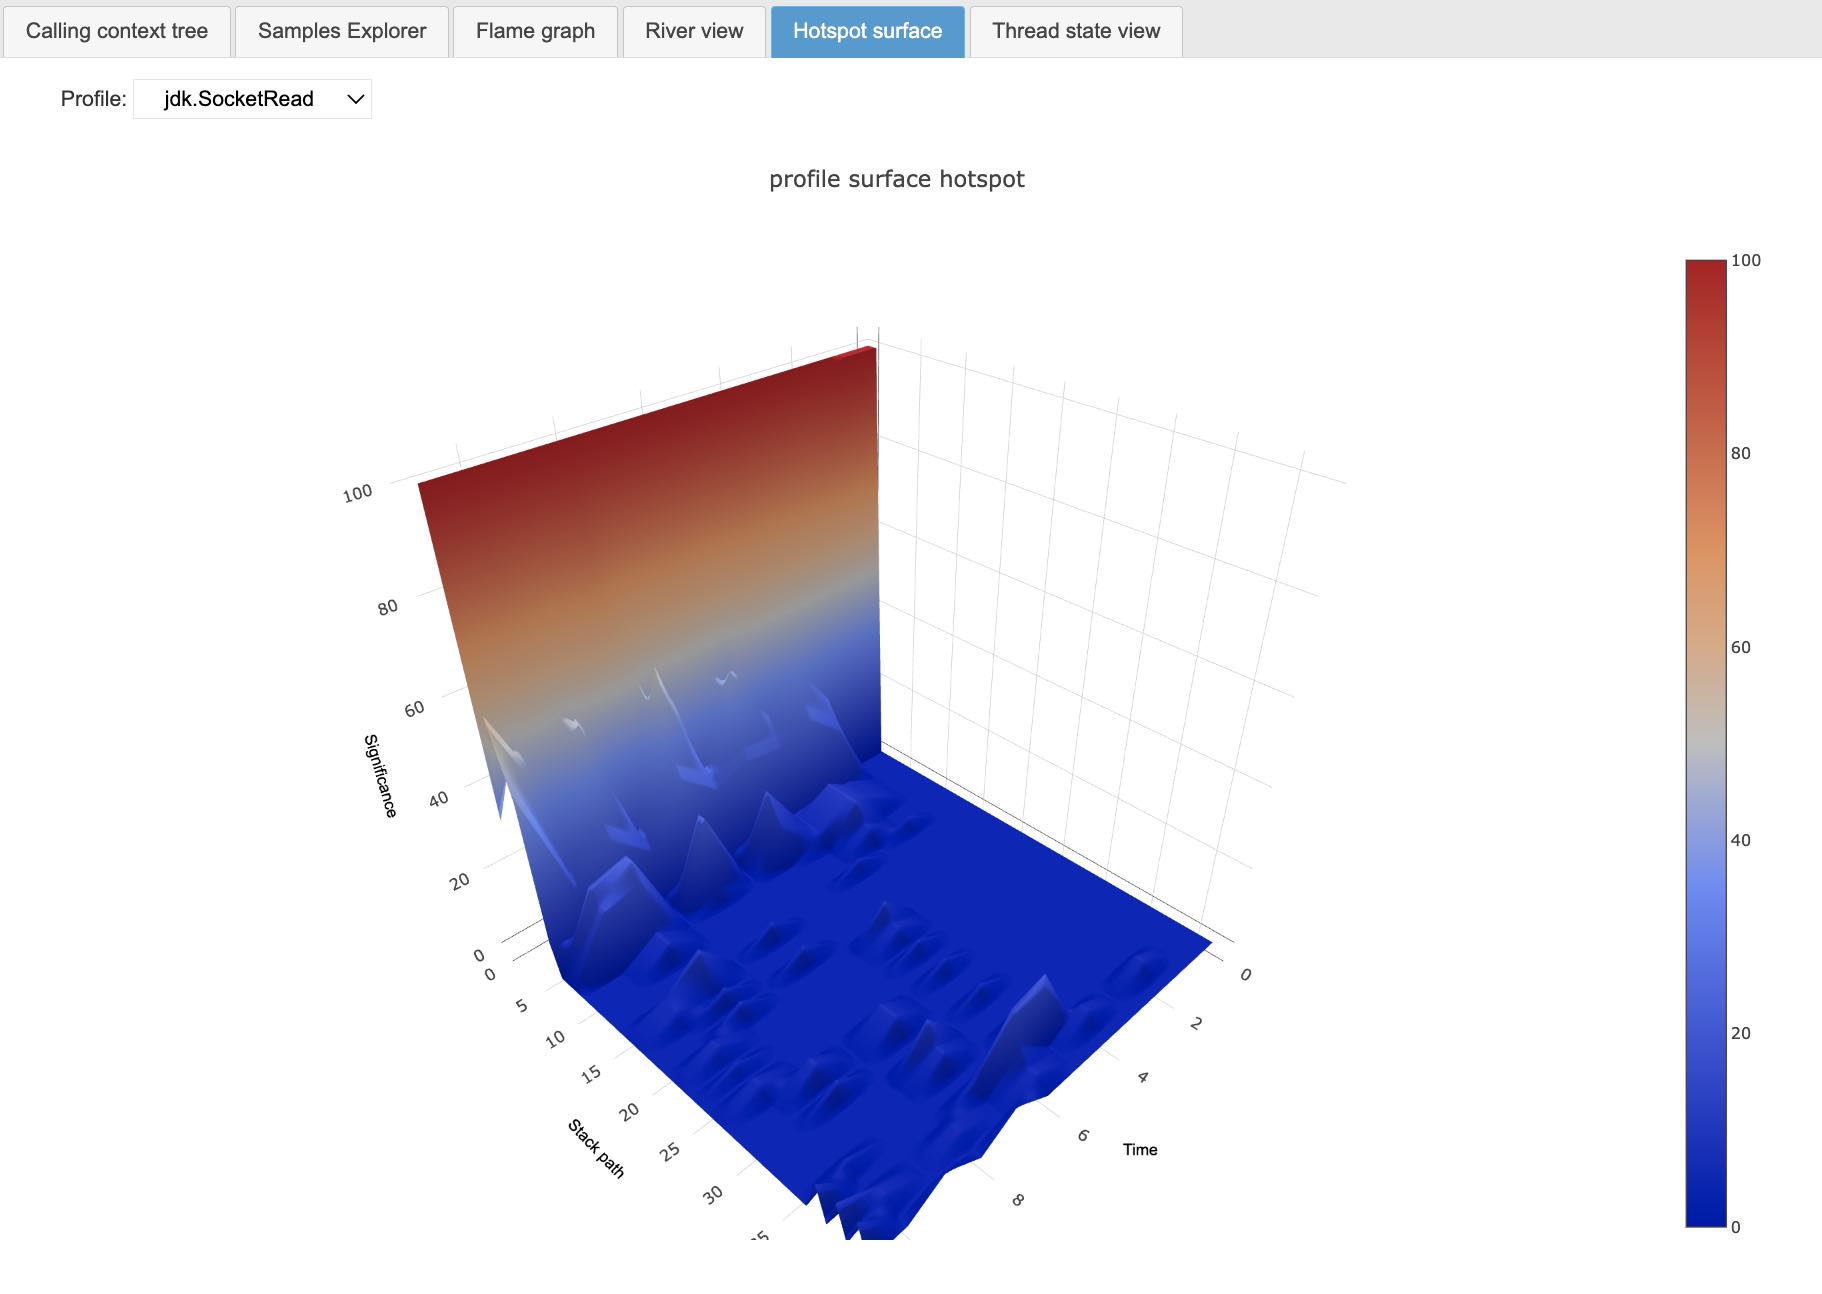 Calling context tree
Samples Explorer
Flame graph
River view
Hotspot surface
Thread state view
Profile: jdk.SocketRead
profile surface hotspot
100
80
60
40
20
0
Significance
0
5
10
15
20
25
30
Stack path
0
2
4
6
8
Time
100
80
60
40
20
0